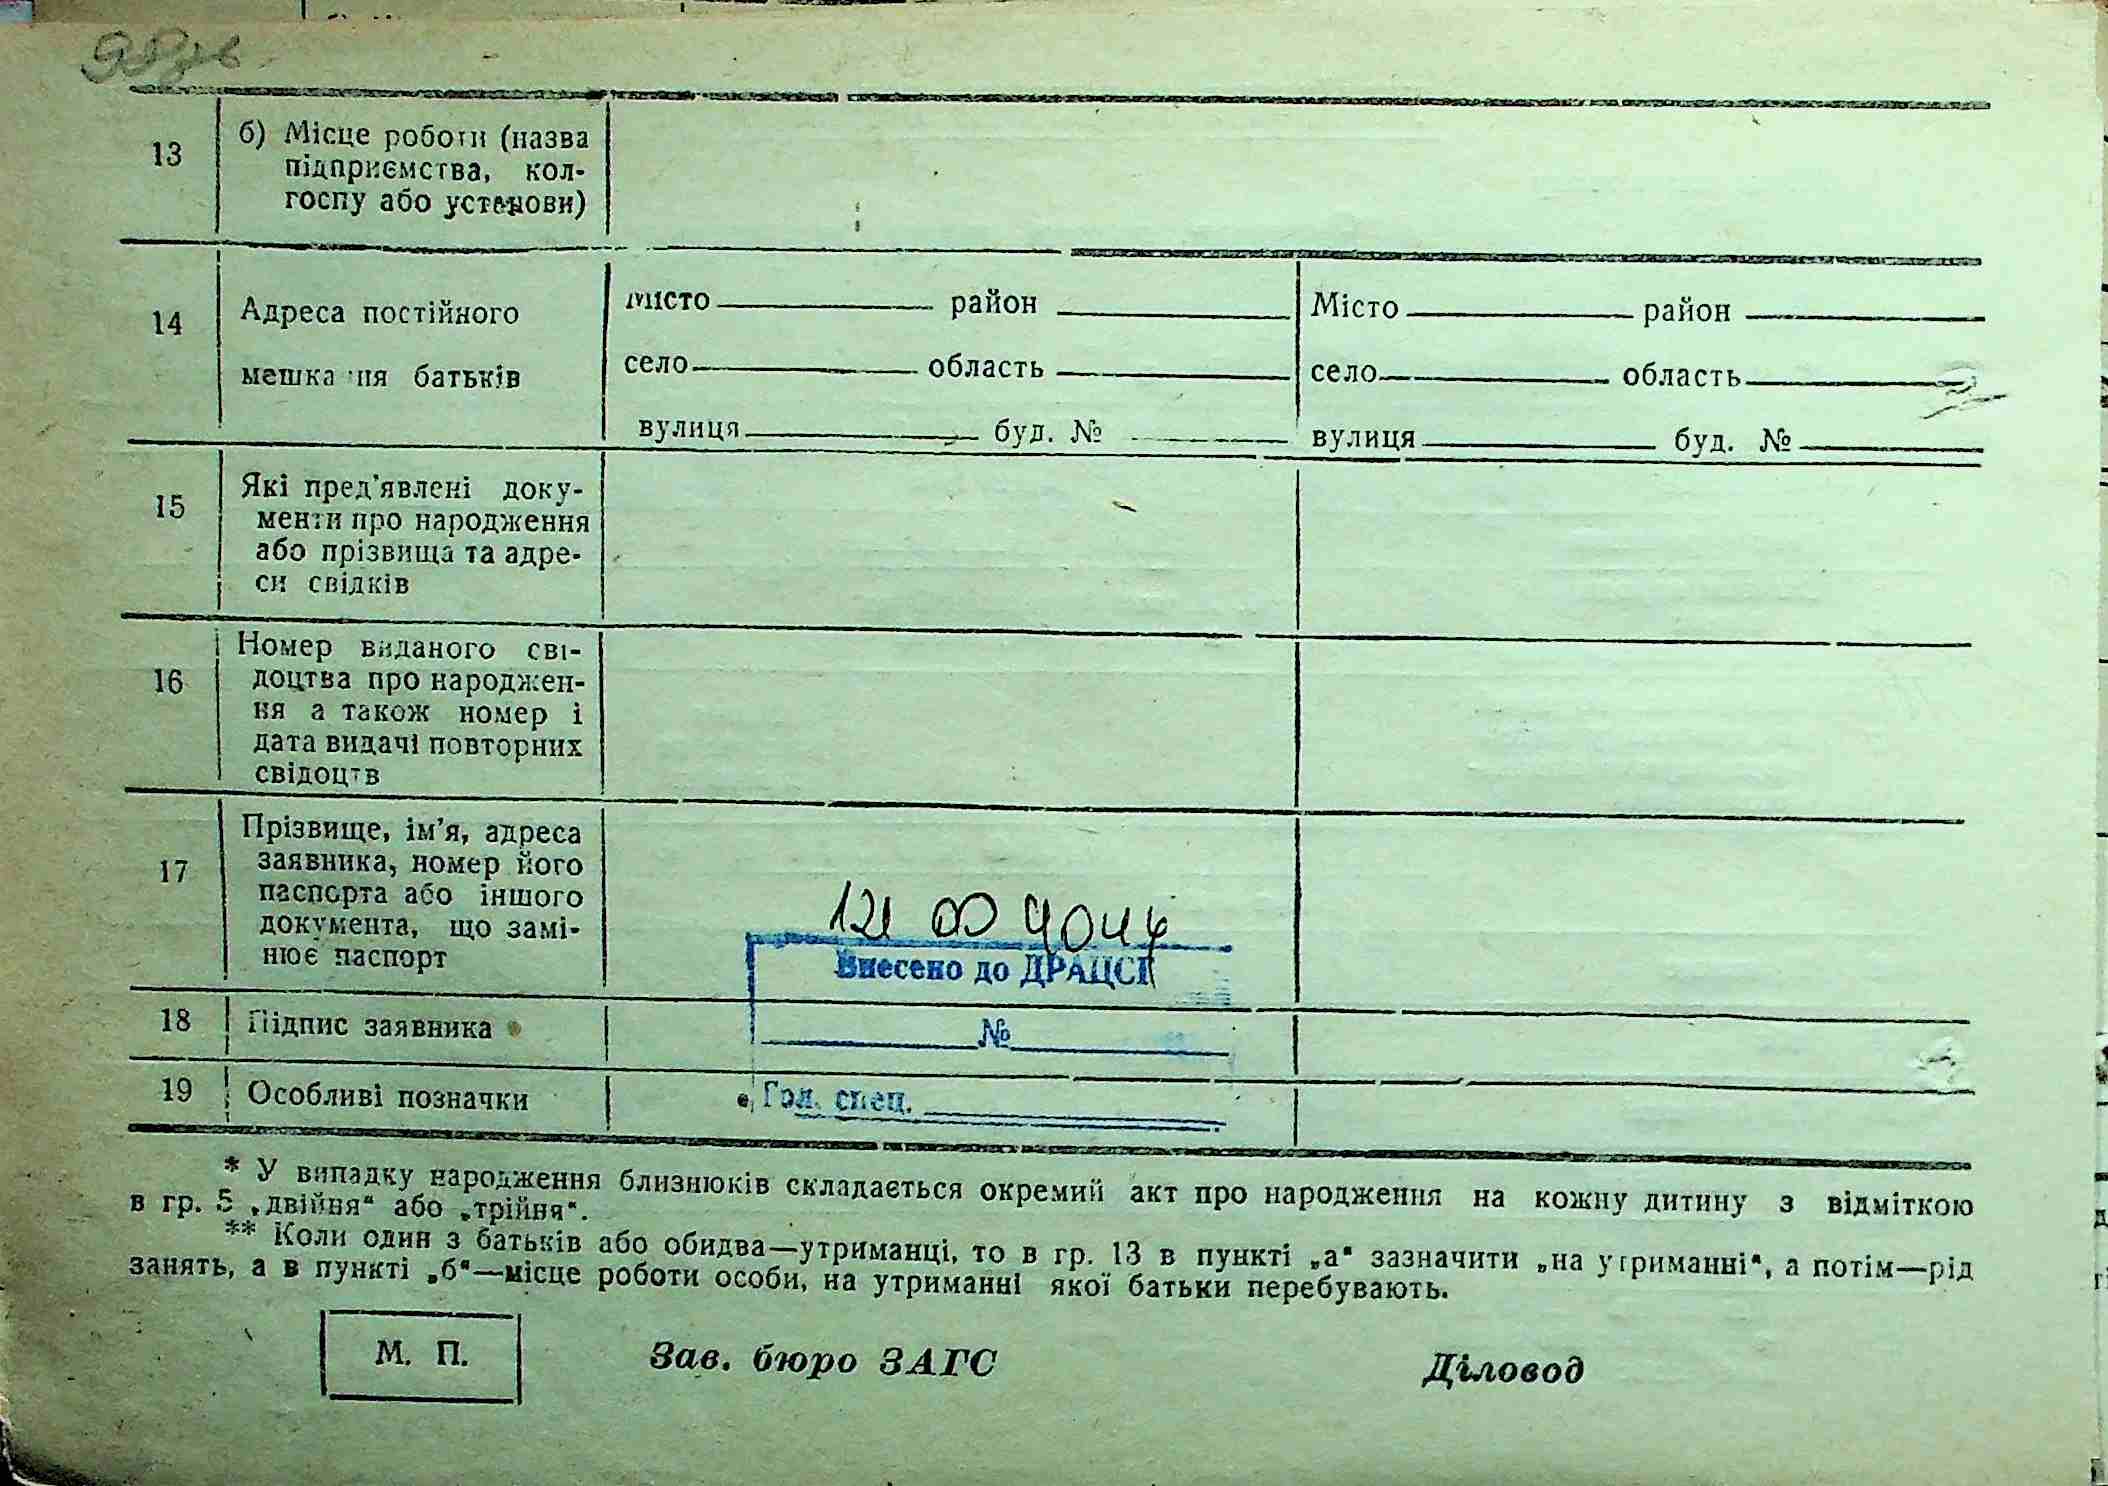 13
б) Місце роботи (назва
підприємства, кол-
госпу або установи)
14
Адреса постійного
мешкання батьків
Місто район
село область
вулиця буд. №
Місто район
село область
вулиця буд. №
15
Які пред'явлені доку-
менти про народження
або прізвища та адре-
си свідків
16
Номер виданого сві-
доцтва про народжен-
ня а також номер і
дата видачі повторних
свідоцтв
17
Прізвище, ім'я, адреса
заявника, номер його
паспорта або іншого
документа, що замі-
нює паспорт
Внесено до ДРАЦСГ
№
Гол. спец.
18
Підпис заявника
19
Особливі позначки
* У випадку народження близнюків складається окремий акт про народження на кожну дитину з відміткою
в гр. 5 „двійня“ або „трійня“.
** Коли один з батьків або обидва—утриманці, то в гр. 13 в пункті „а“ зазначити „на утриманні“, а потім—рід
занять, а в пункті „б“—місце роботи особи, на утриманні якої батьки перебувають.
М. П.
Зав. бюро ЗАГС
Діловод